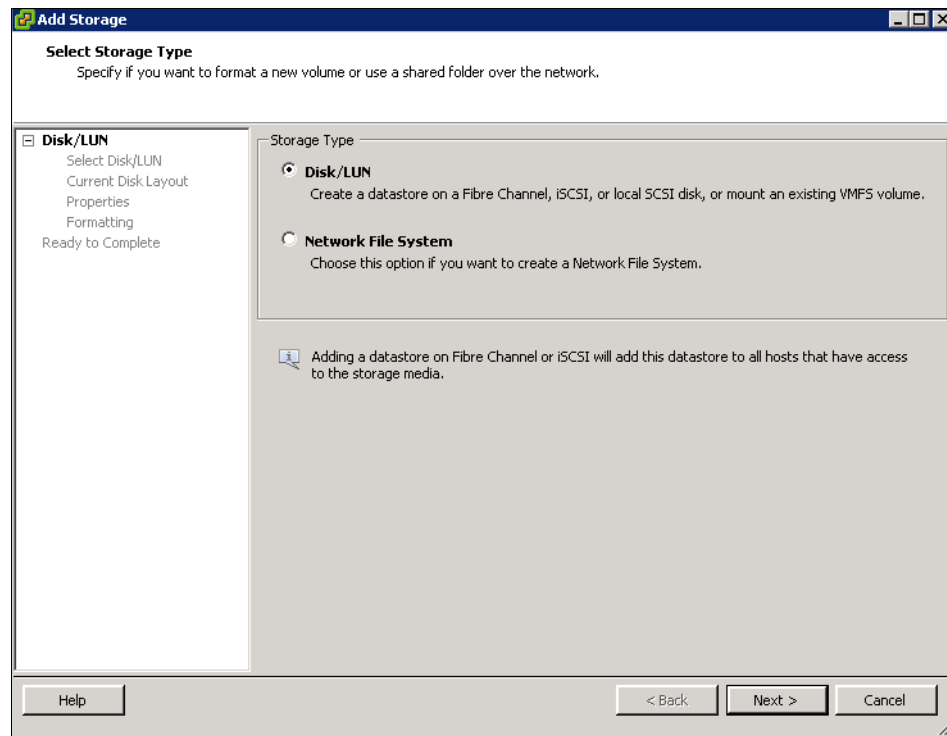 Add Storage
Select Storage Type
Specify if you want to format a new volume or use a shared folder over the network.
Disk/LUN
Select Disk/LUN
Current Disk Layout
Properties
Formatting
Ready to Complete
Storage Type
Disk/LUN
Create a datastore on a Fibre Channel, iSCSI, or local SCSI disk, or mount an existing VMFS volume.
Network File System
Choose this option if you want to create a Network File System.
Adding a datastore on Fibre Channel or iSCSI will add this datastore to all hosts that have access
to the storage media.
Help
< Back
Next >
Cancel